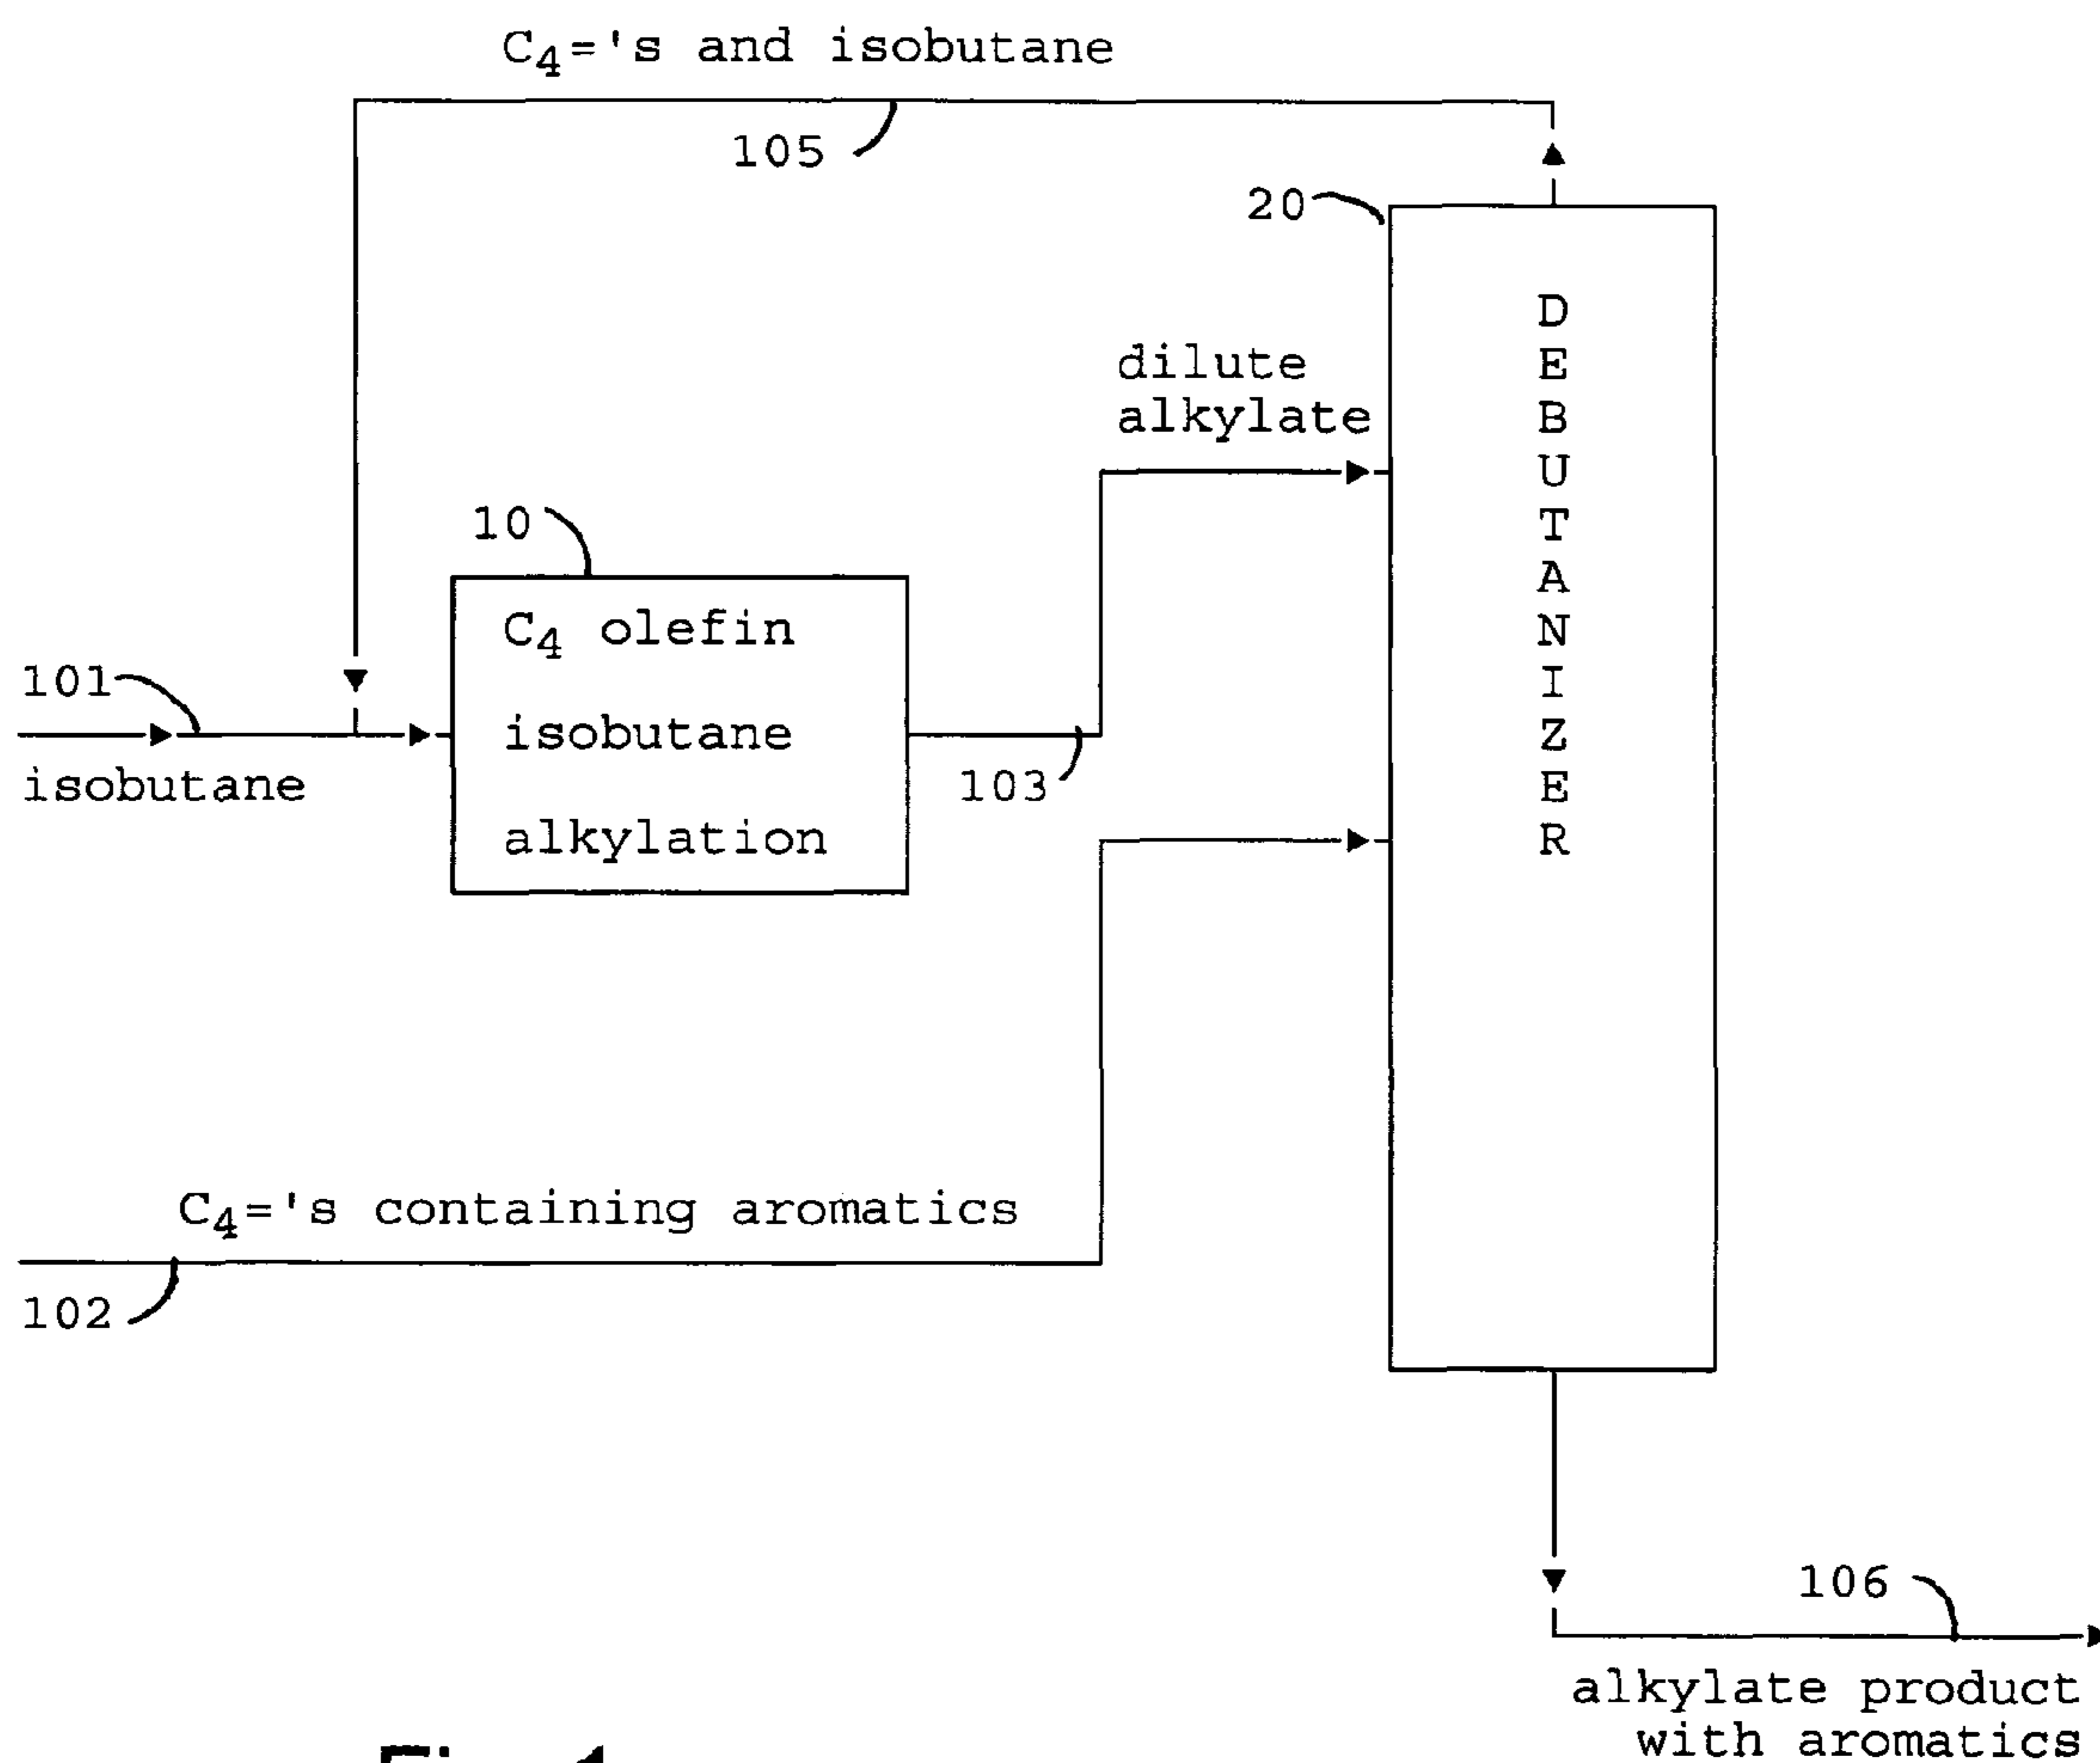 C4='s and isobutane
105
20
DEBUTANIZER
dilute
alkylate
10
C4 olefin
isobutane
alkylation
101
isobutane
103
C4='s containing aromatics
102
106
alkylate product
with aromatics